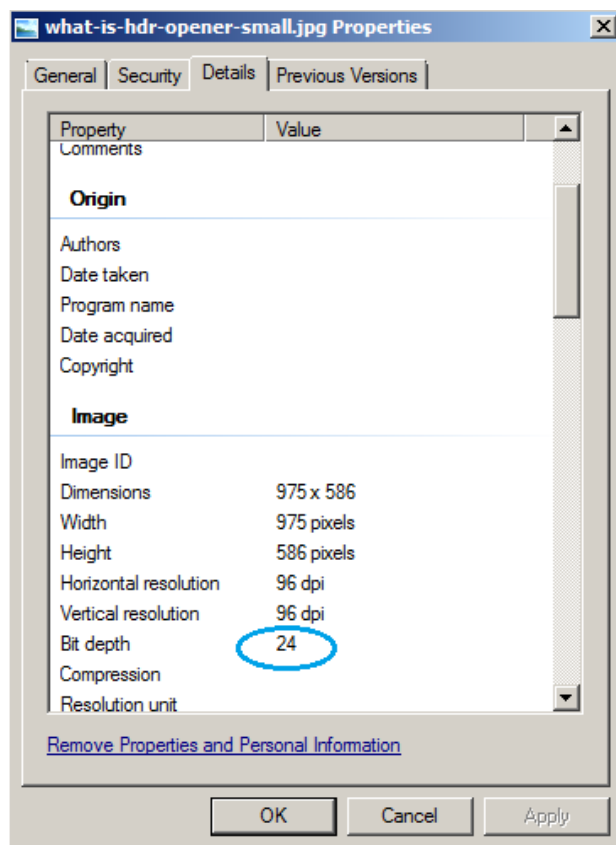 what-is-hdr-opener-small.jpg Properties
General Security Details Previous Versions
Property Value
Comments
Origin
Authors
Date taken
Program name
Date acquired
Copyright
Image
Image ID
Dimensions 975 x 586
Width 975 pixels
Height 586 pixels
Horizontal resolution 96 dpi
Vertical resolution 96 dpi
Bit depth 24
Compression
Resolution unit
Remove Properties and Personal Information
OK Cancel Apply